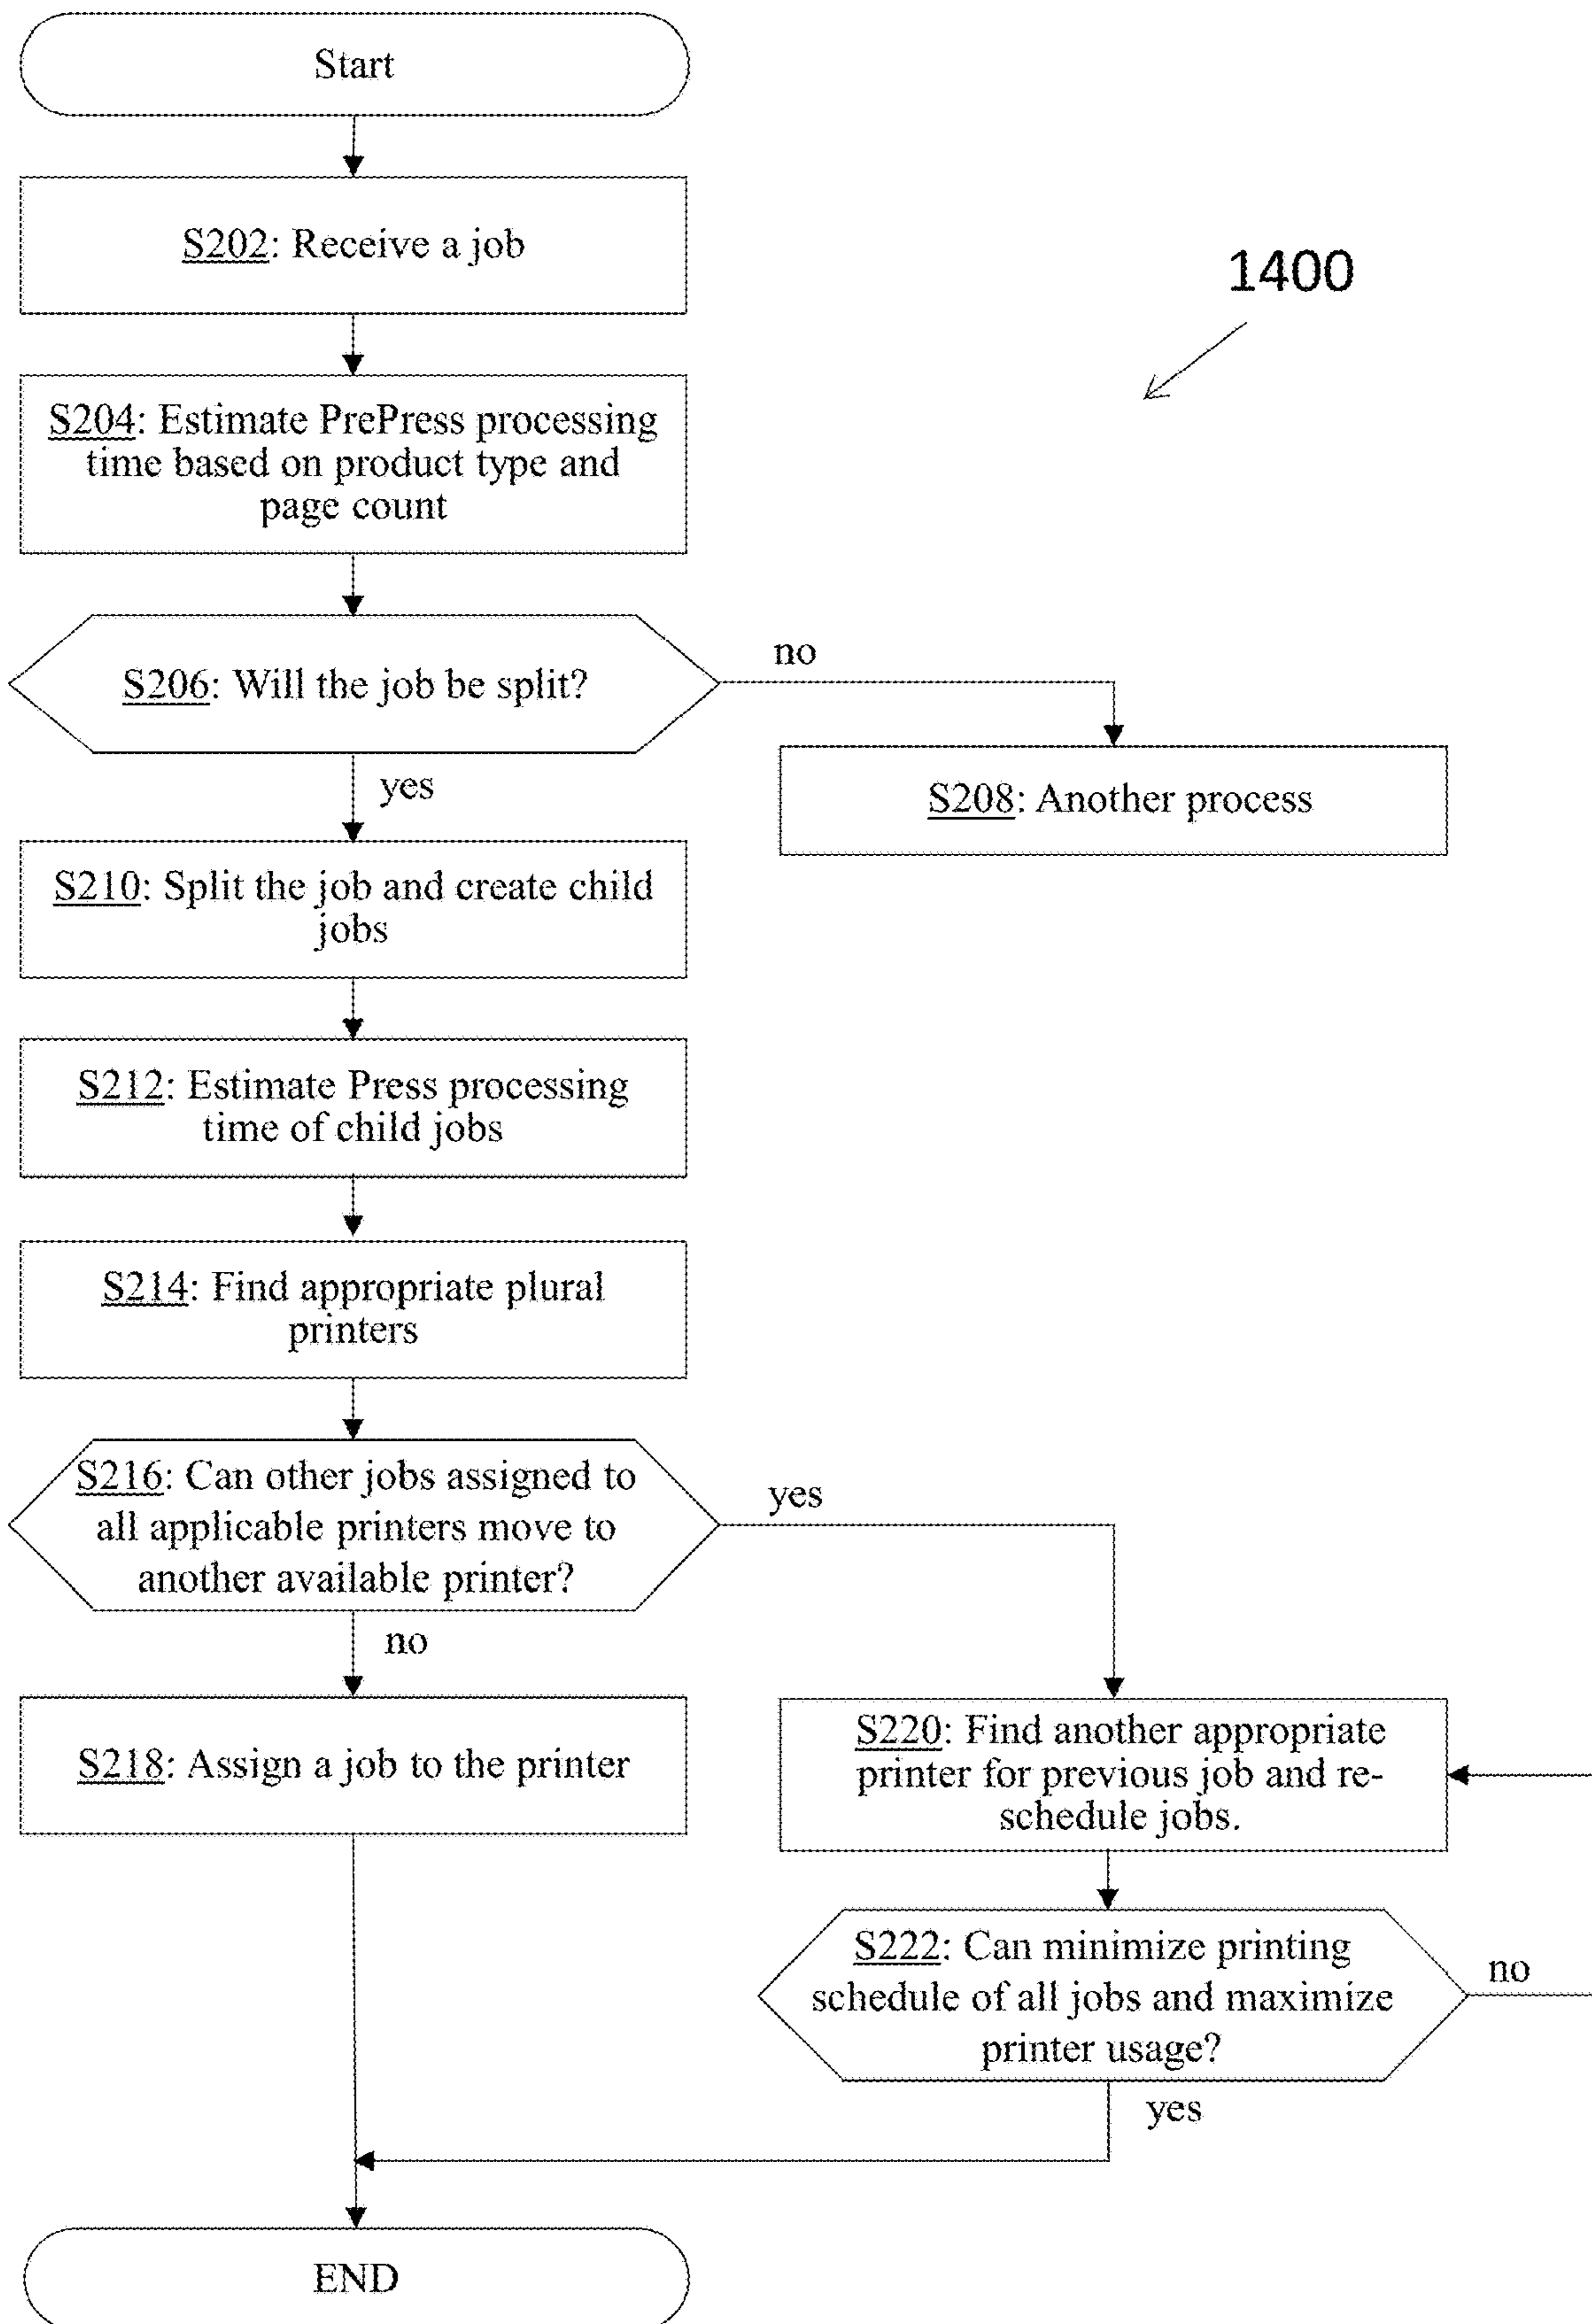 Start
S202: Receive a job
1400
S204: Estimate PrePress processing
time based on product type and
page count
S206: Will the job be split?
no
yes
S208: Another process
S210: Split the job and create child
jobs
S212: Estimate Press processing
time of child jobs
S214: Find appropriate plural
printers
S216: Can other jobs assigned to
all applicable printers move to
another available printer?
yes
no
S218: Assign a job to the printer
S220: Find another appropriate
printer for previous job and re-
schedule jobs.
S222: Can minimize printing
schedule of all jobs and maximize
printer usage?
no
yes
END